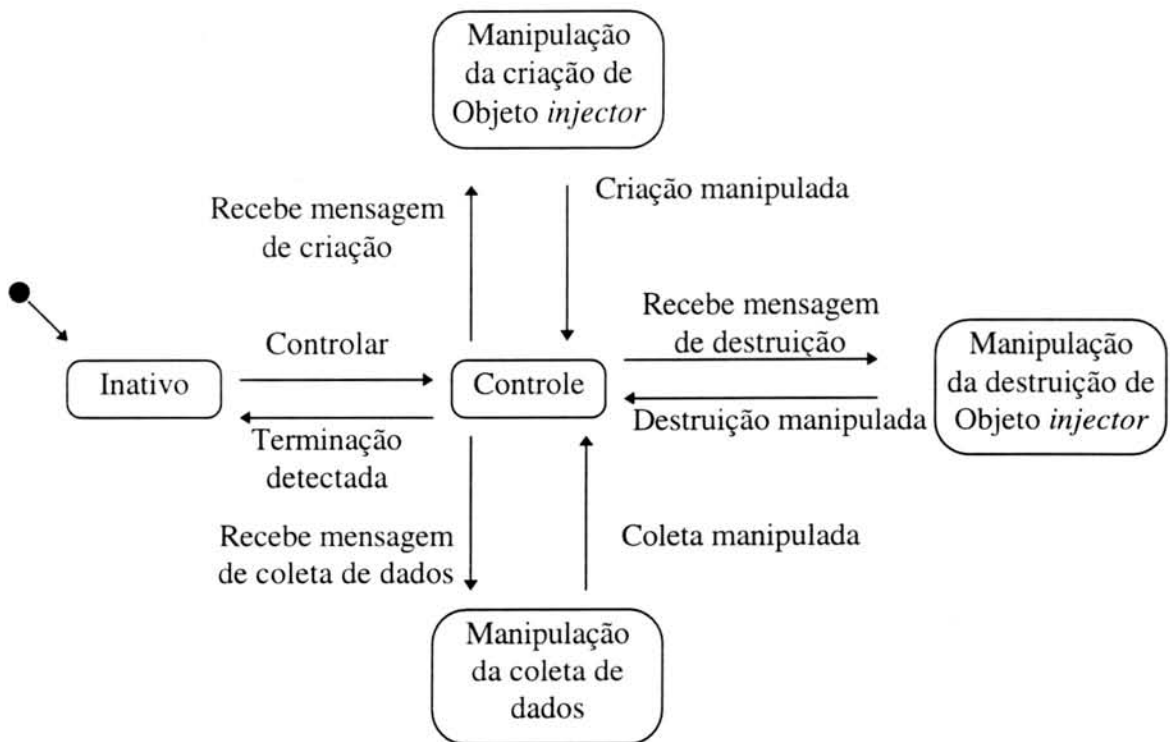 Manipulação
da criação de
Objeto injector
Recebe mensagem
de criação
Criação manipulada
Controlar
Recebe mensagem
de destruição
Inativo
Controle
Manipulação
da destruição de
Objeto injector
Terminação
detectada
Destruição manipulada
Recebe mensagem
de coleta de dados
Coleta manipulada
Manipulação
da coleta de
dados